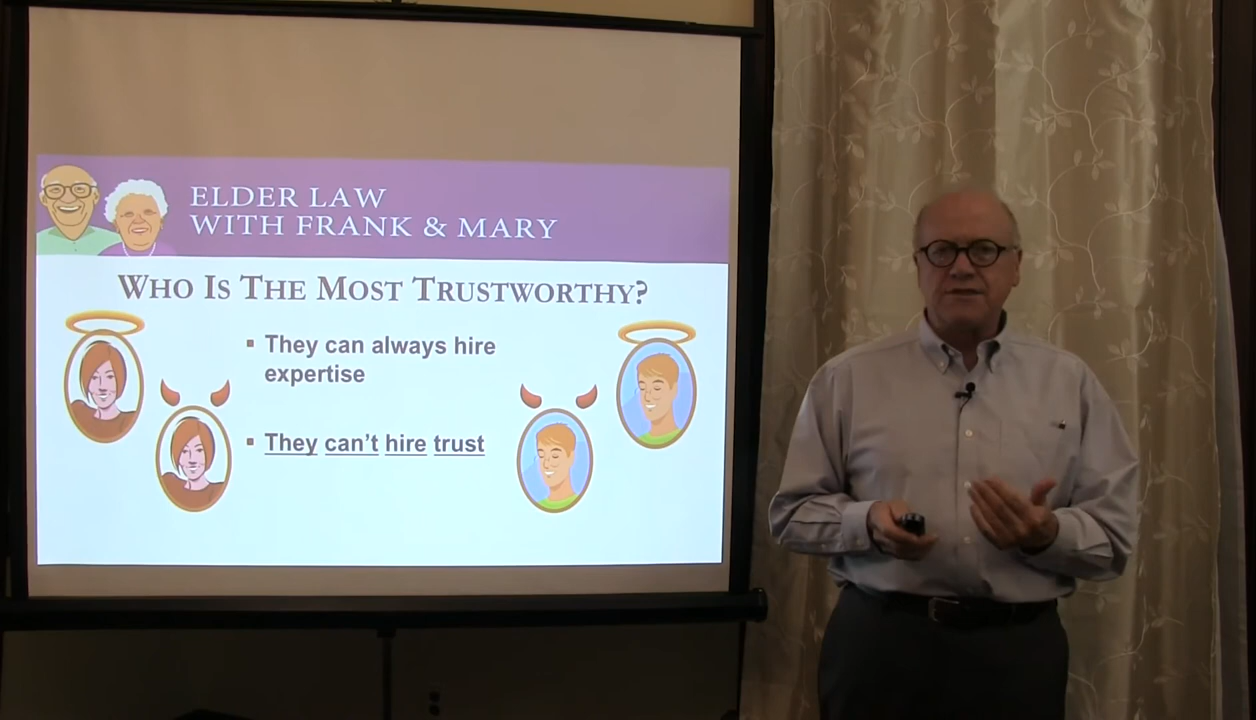 ELDER LAW
WITH FRANK & MARY
WHO IS THE MOST TRUSTWORTHY?
▪ They can always hire
expertise
▪ They can't hire trust